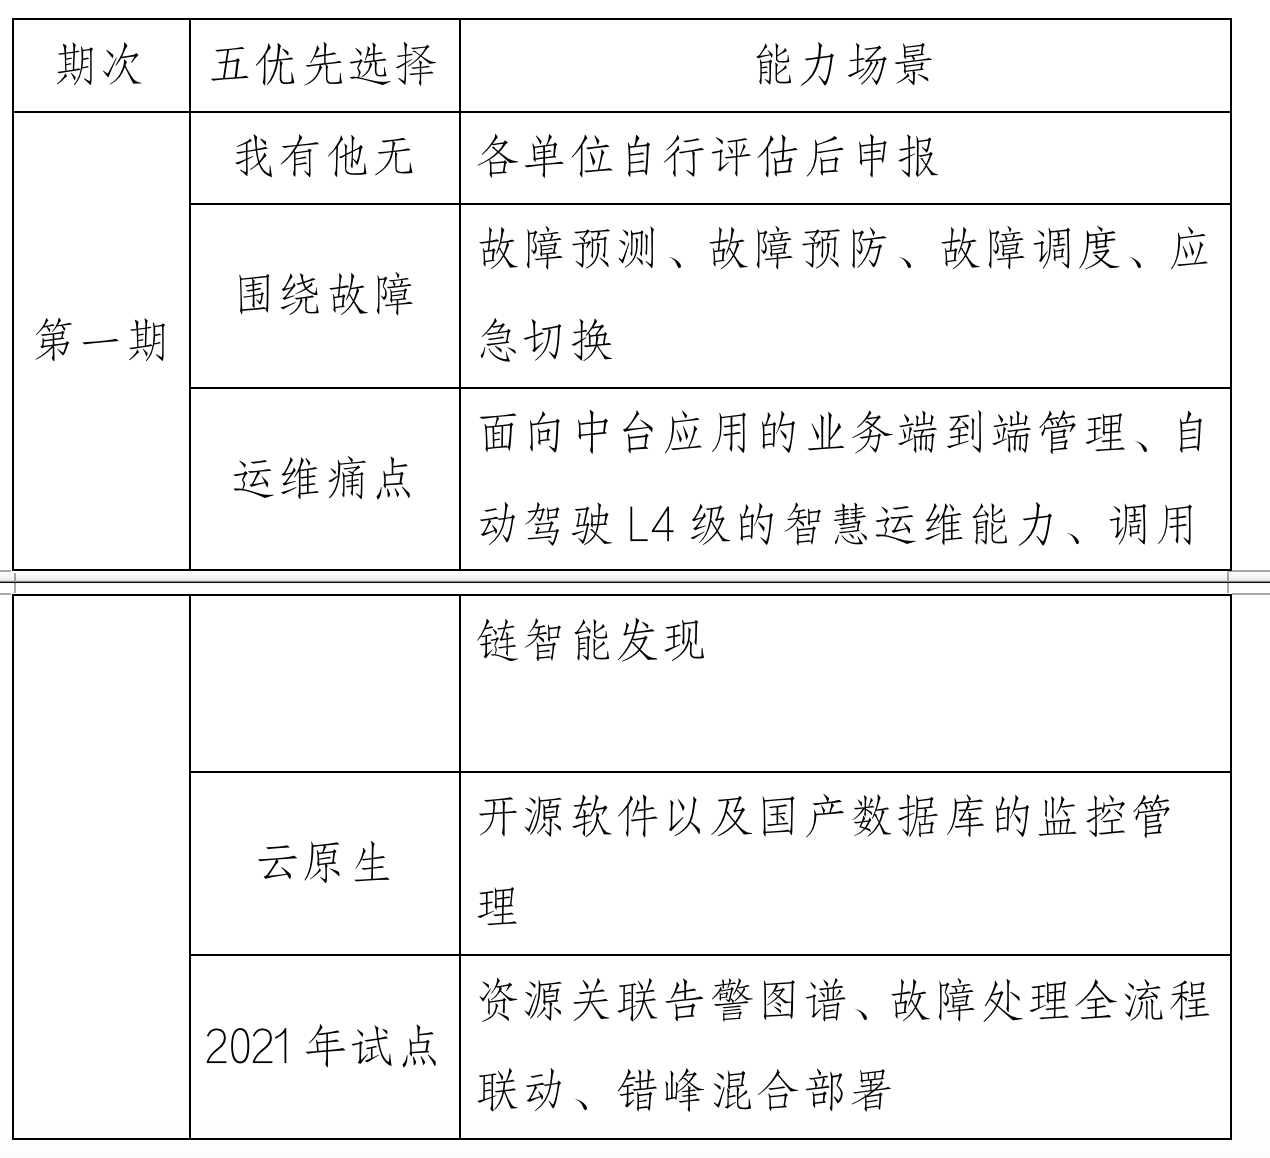 期次 五优先选择 能力场景
第一期
我有他无 各单位自行评估后申报
围绕故障
故障预测、故障预防、故障调度、应
急切换
运维痛点
面向中台应用的业务端到端管理、自
动驾驶 L4 级的智慧运维能力、调用
链智能发现
云原生
开源软件以及国产数据库的监控管
理
2021 年试点
资源关联告警图谱、故障处理全流程
联动、错峰混合部署